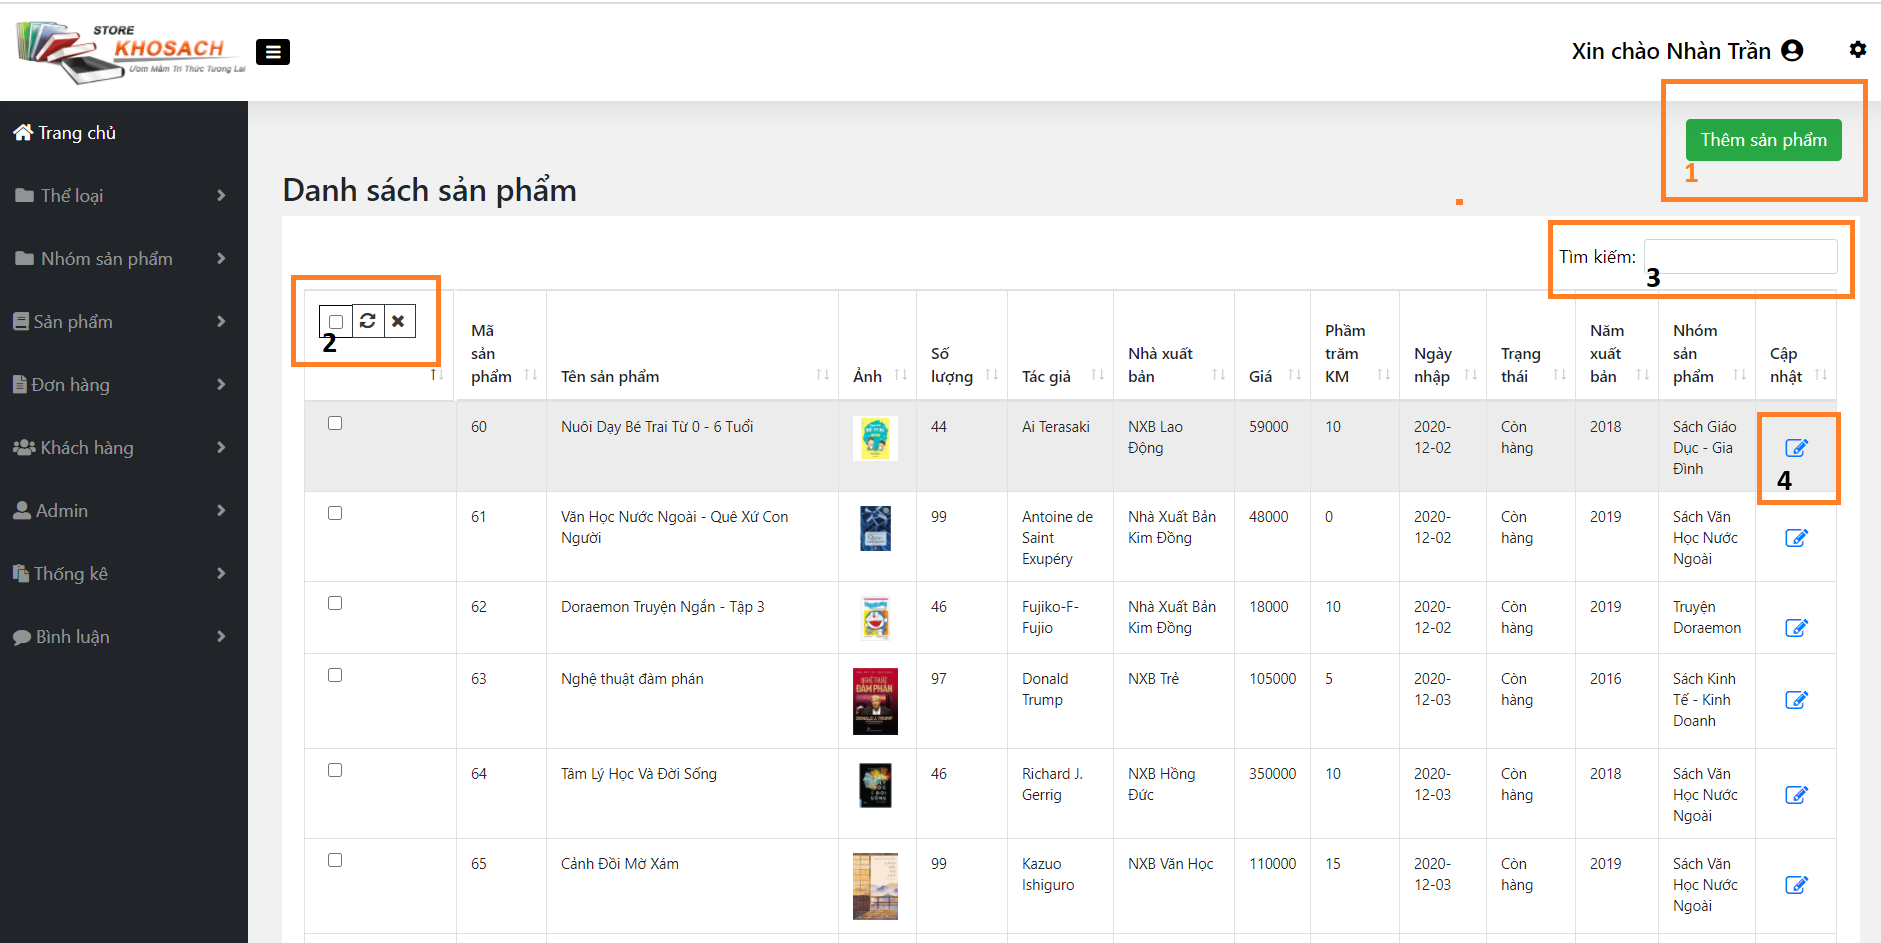 STORE
KHOSACH
Ươm Mầm Tri Thức Tương Lai
Xin chào Nhàn Trần
Trang chủ
Thể loại
Nhóm sản phẩm
Sản phẩm
Đơn hàng
Khách hàng
Admin
Thống kê
Bình luận
Thêm sản phẩm
1
Danh sách sản phẩm
Tìm kiếm:
3
2
Mã sản phẩm
Tên sản phẩm
Ảnh
Số lượng
Tác giả
Nhà xuất bản
Giá
Phầm trăm KM
Ngày nhập
Trạng thái
Năm xuất bản
Nhóm sản phẩm
Cập nhật
60 Nuôi Dạy Bé Trai Từ 0 - 6 Tuổi 44 Ai Terasaki NXB Lao Động 59000 10 2020-12-02 Còn hàng 2018 Sách Giáo Dục - Gia Đình
4
61 Văn Học Nước Ngoài - Quê Xứ Con Người 99 Antoine de Saint Exupéry Nhà Xuất Bản Kim Đồng 48000 0 2020-12-02 Còn hàng 2019 Sách Văn Học Nước Ngoài
62 Doraemon Truyện Ngắn - Tập 3 46 Fujiko-F-Fujio Nhà Xuất Bản Kim Đồng 18000 10 2020-12-02 Còn hàng 2019 Truyện Doraemon
63 Nghệ thuật đàm phán NGHỆ THUẬT ĐÀM PHÁN DONALD J. TRUMP 97 Donald Trump NXB Trẻ 105000 5 2020-12-03 Còn hàng 2016 Sách Kinh Tế - Kinh Doanh
64 Tâm Lý Học Và Đời Sống 46 Richard J. Gerrig NXB Hồng Đức 350000 10 2020-12-03 Còn hàng 2018 Sách Văn Học Nước Ngoài
65 Cảnh Đồi Mờ Xám 99 Kazuo Ishiguro NXB Văn Học 110000 15 2020-12-03 Còn hàng 2019 Sách Văn Học Nước Ngoài